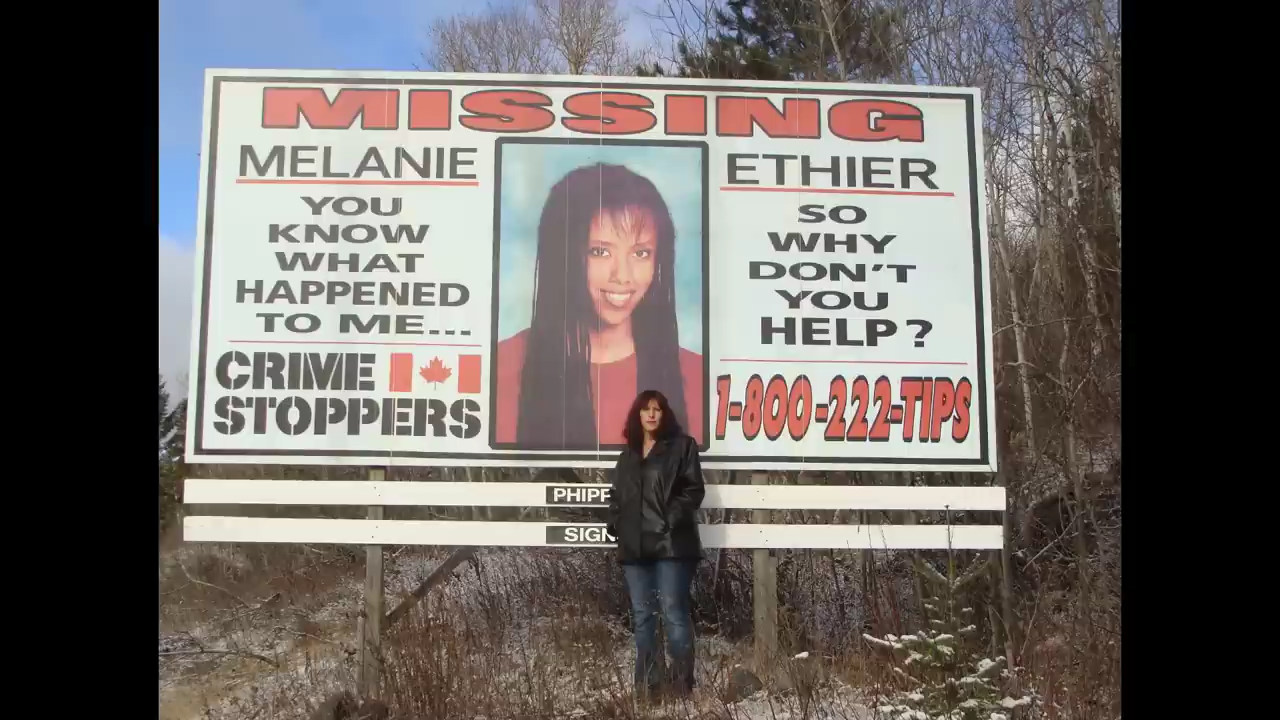 MISSING
MELANIE
YOU
KNOW
WHAT
HAPPENED
TO ME...
CRIME
STOPPERS
ETHIER
SO
WHY
DON'T
YOU
HELP?
1-800-222-TIPS
SIGN